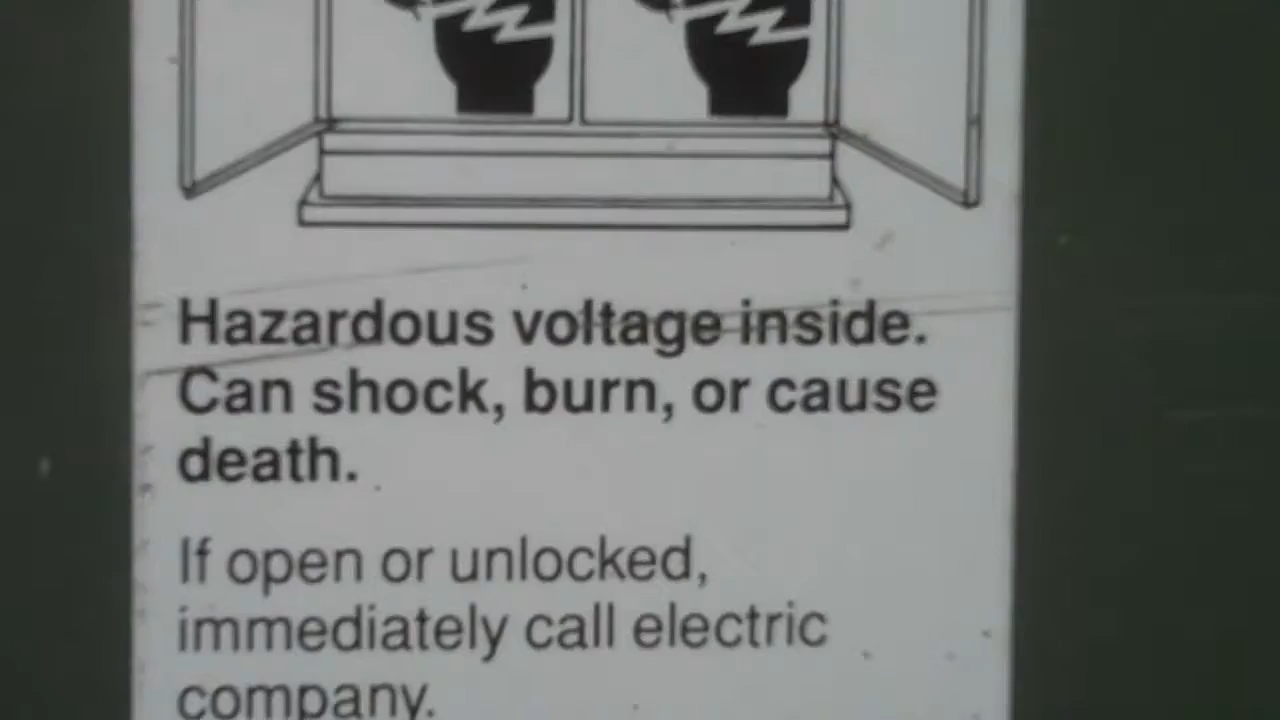 Hazardous voltage inside.
Can shock, burn, or cause
death.
If open or unlocked,
immediately call electric
company.